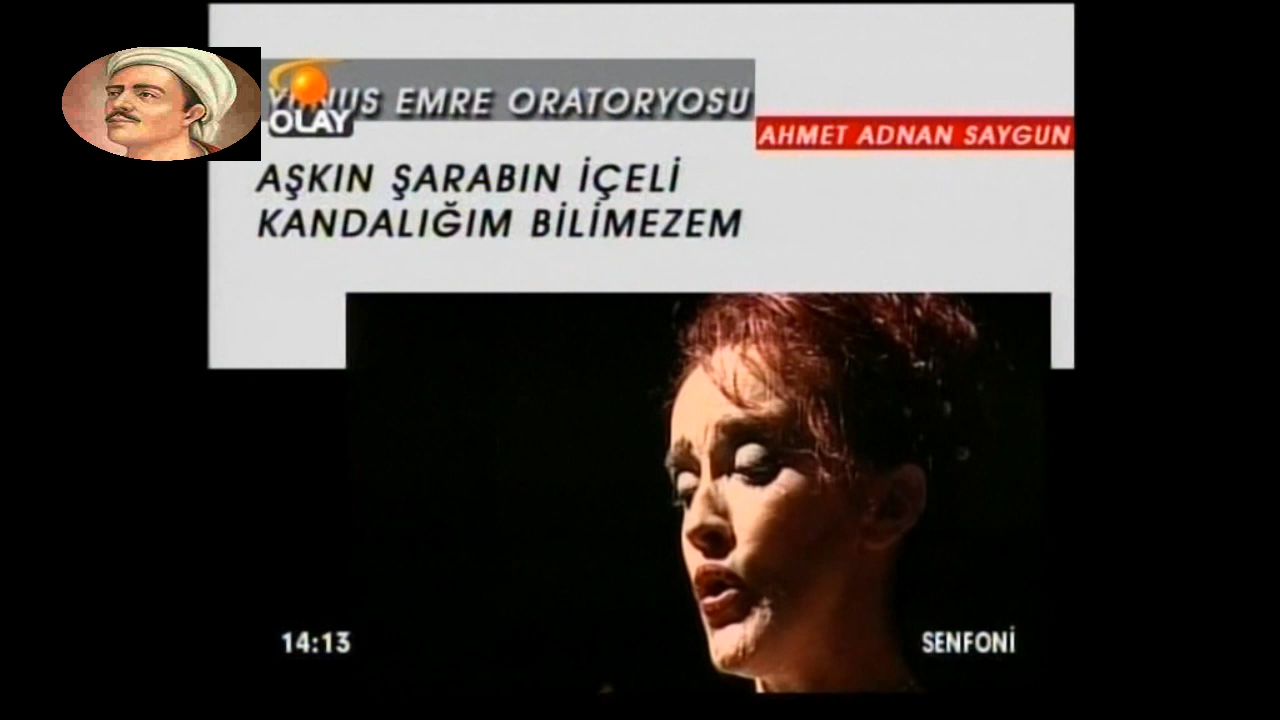 YUNUS EMRE ORATORYOSU
OLAY
AHMET ADNAN SAYGUN
AŞKIN ŞARABIN İÇELİ
KANDALIĞIM BİLİMEZEM
14:13
SENFONİ